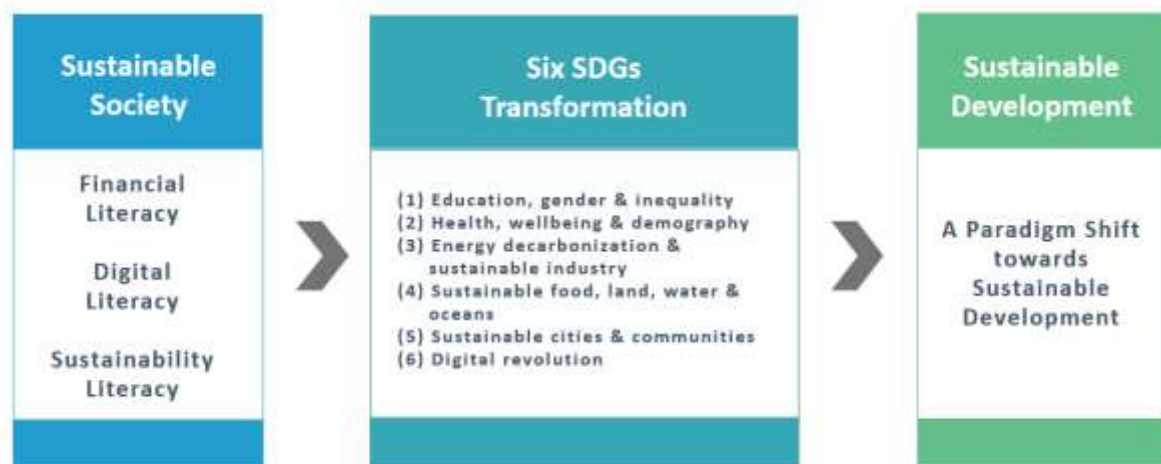 Sustainable
Society
Financial
Literacy
Digital
Literacy
Sustainability
Literacy
Six SDGs
Transformation
(1) Education, gender & inequality
(2) Health, wellbeing & demography
(3) Energy decarbonization &
sustainable industry
(4) Sustainable food, land, water &
oceans
(5) Sustainable cities & communities
(6) Digital revolution
Sustainable
Development
A Paradigm Shift
towards
Sustainable
Development